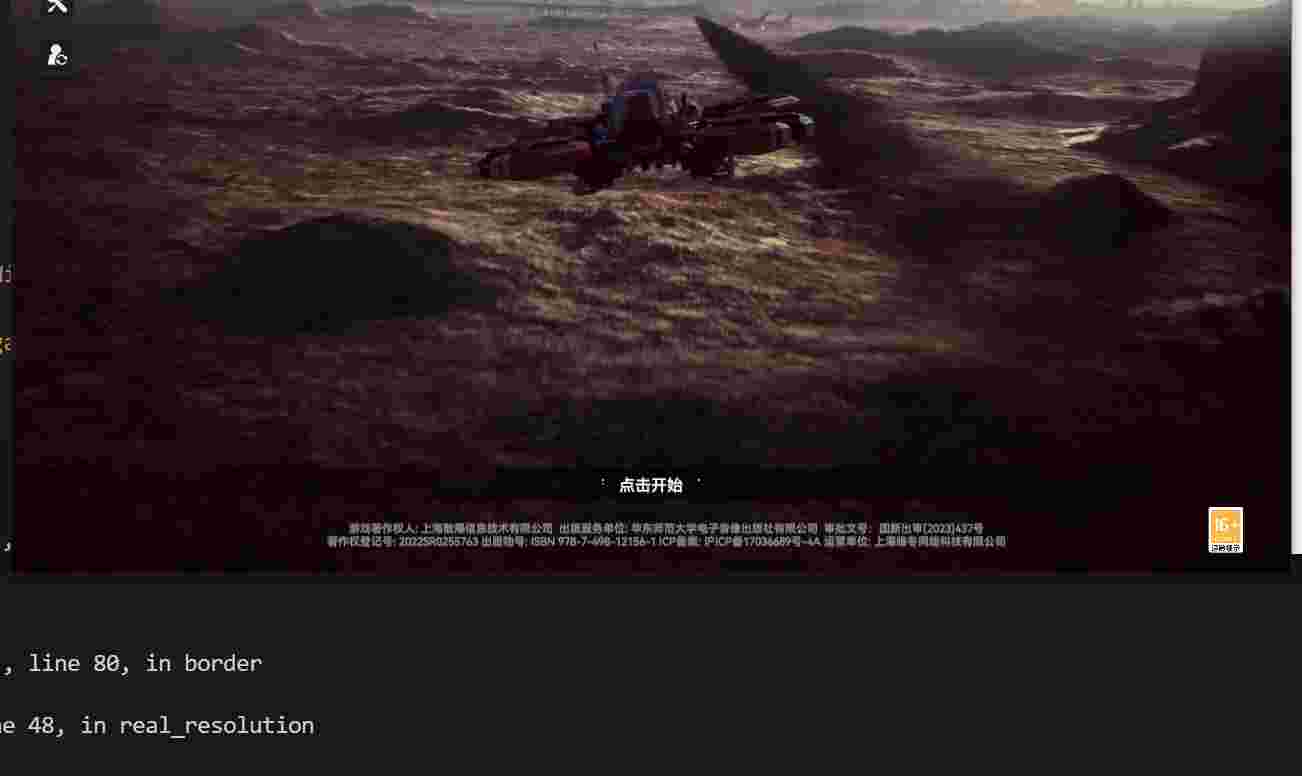 点击开始
游戏著作权人: 上海散爆信息技术有限公司 出版服务单位: 华东师范大学电子音像出版社有限公司 审批文号: 国新出审[2023]437号
著作权登记号: 2022SR0255763 出版物号: ISBN 978-7-498-12156-1 ICP备案: 沪ICP备17036689号-4A 运营单位: 上海暗冬网络科技有限公司
16+
, line 80, in border
e 48, in real_resolution